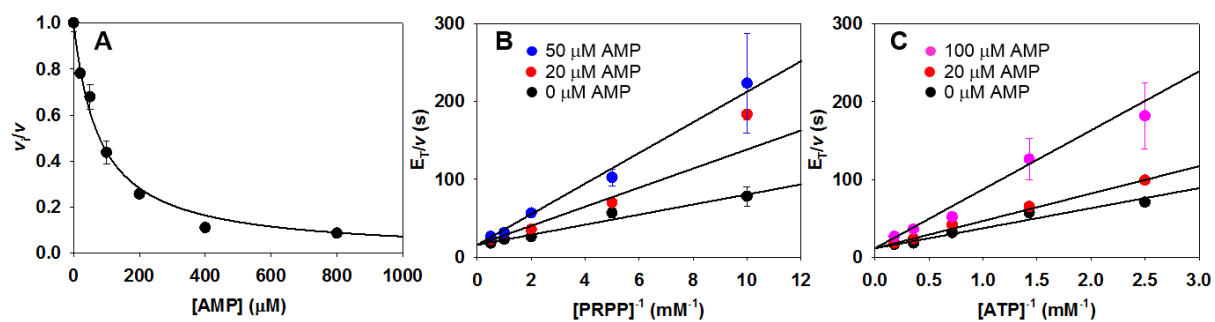 A
1.0
0.8
0.6
0.4
0.2
0.0
vᵢ/v
0
200
400
600
800
1000
[AMP] (μM)
B
50 μM AMP
20 μM AMP
0 μM AMP
300
200
100
0
E_T/v (s)
0
2
4
6
8
10
12
[PRPP]⁻¹ (mM⁻¹)
C
100 μM AMP
20 μM AMP
0 μM AMP
300
200
100
0
E_T/v (s)
0.0
0.5
1.0
1.5
2.0
2.5
3.0
[ATP]⁻¹ (mM⁻¹)